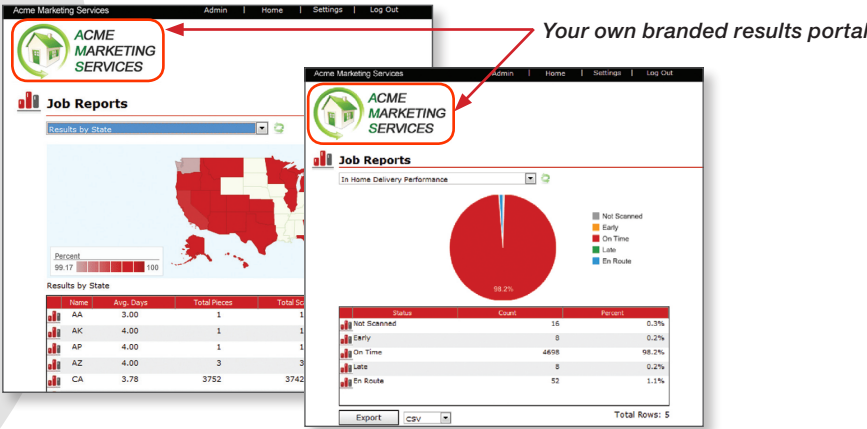 Your own branded results portal
Acme Marketing Services Admin | Home | Settings | Log Out
ACME
MARKETING
SERVICES
Job Reports
Results by State
Percent
99.17 100
Results by State
Name Avg. Days Total Pieces
AA 3.00 1 1
AK 4.00 1 1
AP 4.00 1 1
AZ 4.00 3 3
CA 3.78 3752 3742
Acme Marketing Services Admin | Home | Settings | Log Out
ACME
MARKETING
SERVICES
Job Reports
In Home Delivery Performance
98.2%
Not Scanned
Early
On Time
Late
En Route
Status Count Percent
Not Scanned 16 0.3%
Early 8 0.2%
On Time 4698 98.2%
Late 8 0.2%
En Route 52 1.1%
Export CSV Total Rows: 5